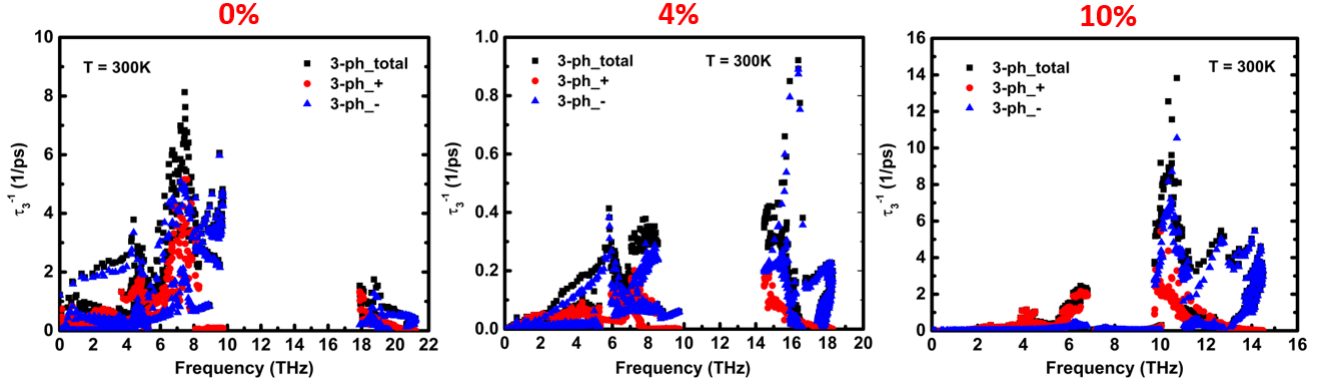 0%
4%
10%
10
8
6
4
2
0
0 2 4 6 8 10 12 14 16 18 20 22
T = 300K
3-ph_total
3-ph_+
3-ph_-
τ₃⁻¹ (1/ps)
Frequency (THz)
1.0
0.8
0.6
0.4
0.2
0.0
0 2 4 6 8 10 12 14 16 18 20
3-ph_total
3-ph_+
3-ph_-
T = 300K
τ₃⁻¹ (1/ps)
Frequency (THz)
16
14
12
10
8
6
4
2
0
0 2 4 6 8 10 12 14 16
3-ph_total
3-ph_+
3-ph_-
T = 300K
τ₃⁻¹ (1/ps)
Frequency (THz)